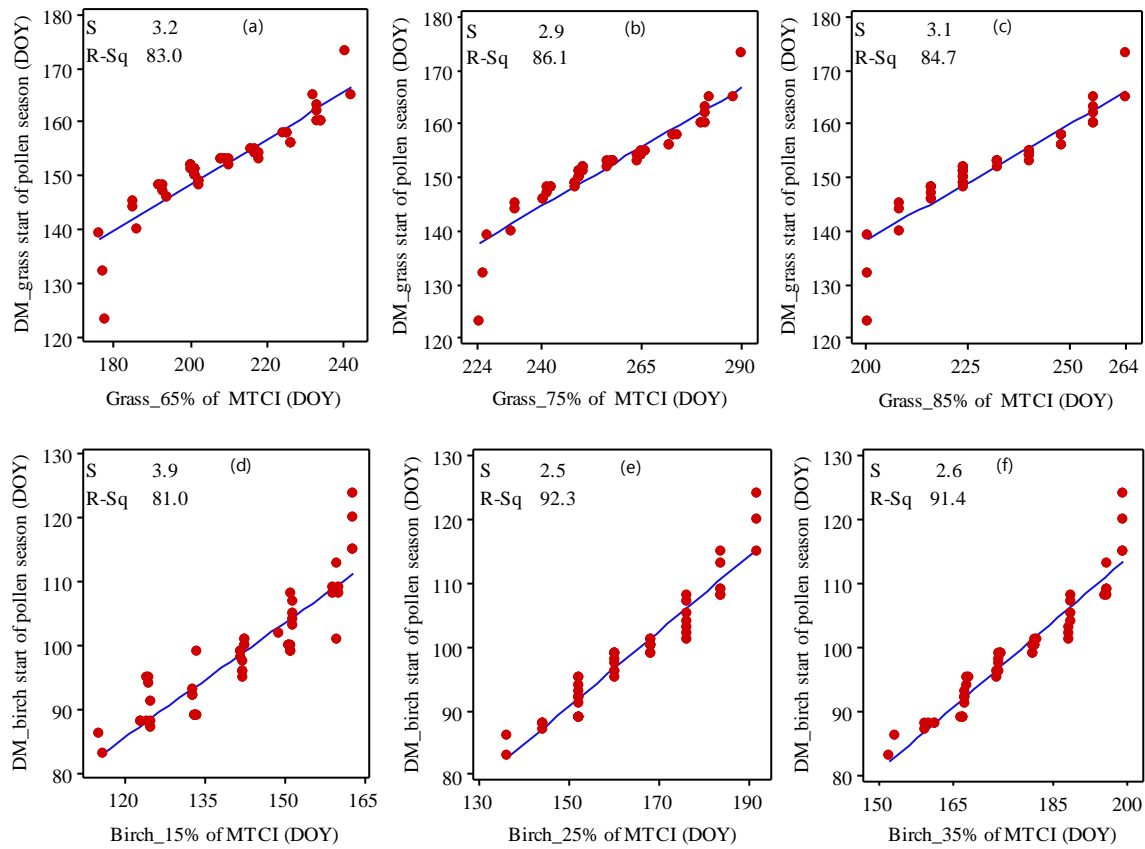 S 3.2 (a)
R-Sq 83.0
DM_grass start of pollen season (DOY)
170
160
150
140
130
120
180
200
220
240
Grass_65% of MTCI (DOY)
S 2.9 (b)
R-Sq 86.1
DM_grass start of pollen season (DOY)
180
170
160
150
140
130
120
224
240
265
290
Grass_75% of MTCI (DOY)
S 3.1 (c)
R-Sq 84.7
DM_grass start of pollen season (DOY)
180
170
160
150
140
130
120
200
225
250
264
Grass_85% of MTCI (DOY)
S 3.9 (d)
R-Sq 81.0
DM_birch start of pollen season (DOY)
130
120
110
100
90
80
120
135
150
165
Birch_15% of MTCI (DOY)
S 2.5 (e)
R-Sq 92.3
DM_birch start of pollen season (DOY)
130
120
110
100
90
80
130
150
170
190
Birch_25% of MTCI (DOY)
S 2.6 (f)
R-Sq 91.4
DM_birch start of pollen season (DOY)
130
120
110
100
90
80
150
165
185
200
Birch_35% of MTCI (DOY)